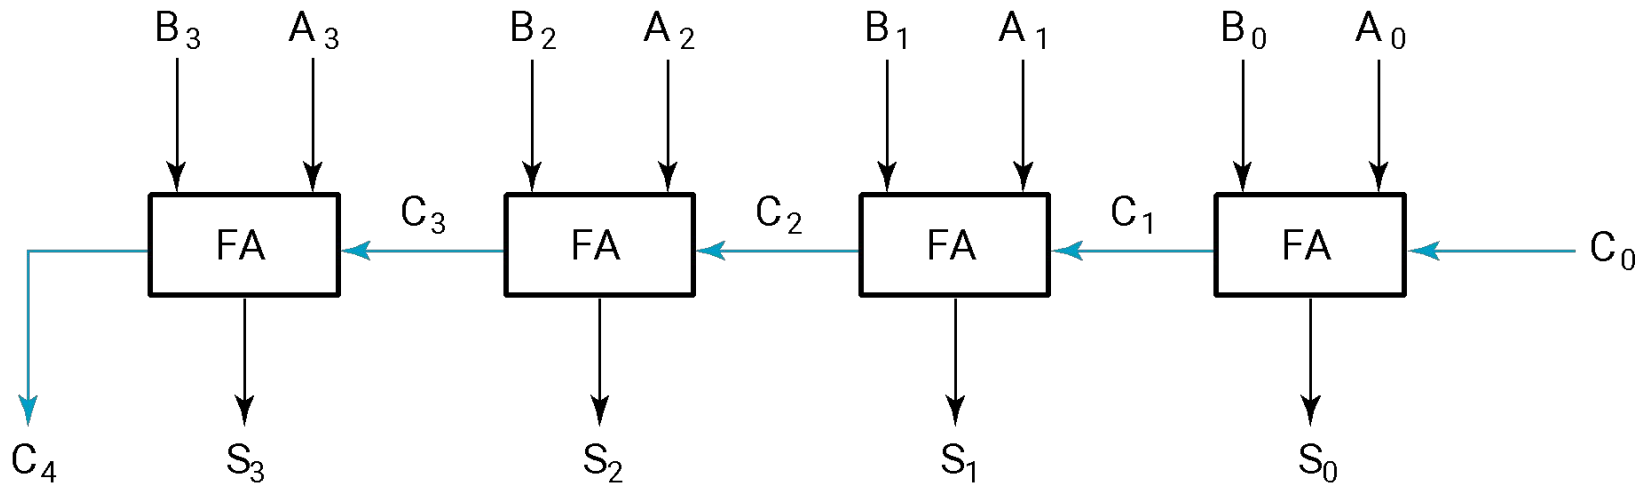 B₃ A₃ B₂ A₂ B₁ A₁ B₀ A₀
C₃ C₂ C₁
FA FA FA FA C₀
C₄ S₃ S₂ S₁ S₀